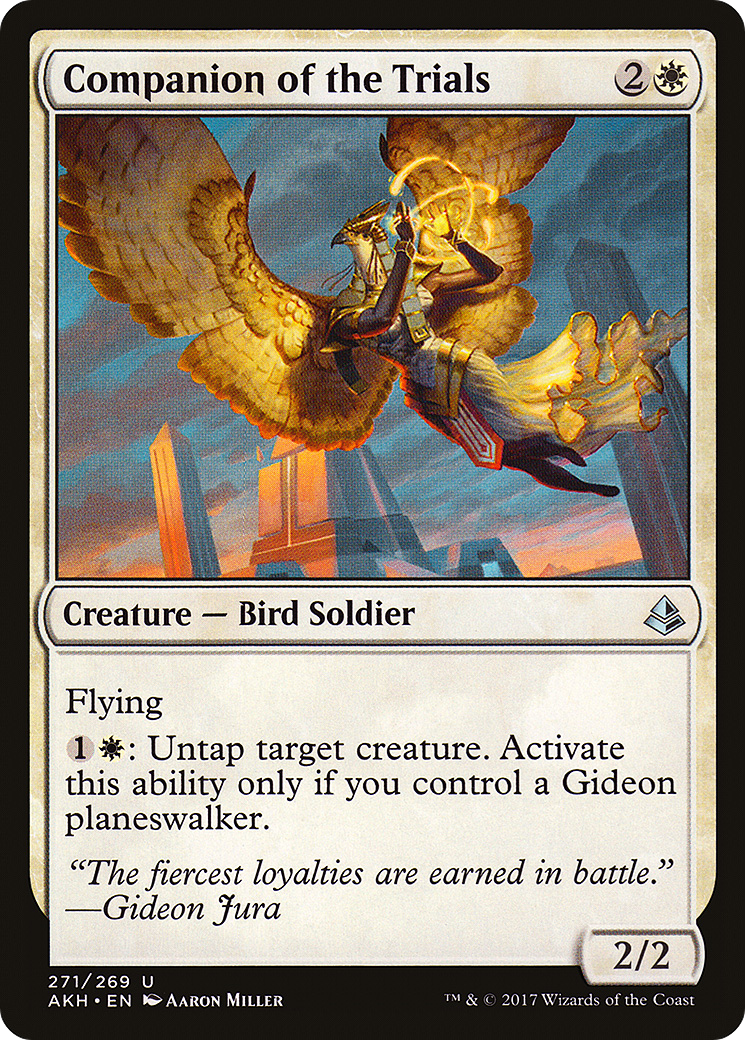 Companion of the Trials 2
Creature — Bird Soldier
Flying
1: Untap target creature. Activate
this ability only if you control a Gideon
planeswalker.
“The fiercest loyalties are earned in battle.”
—Gideon Jura
2/2
271/269 U
AKH • EN Aaron Miller
™ & © 2017 Wizards of the Coast